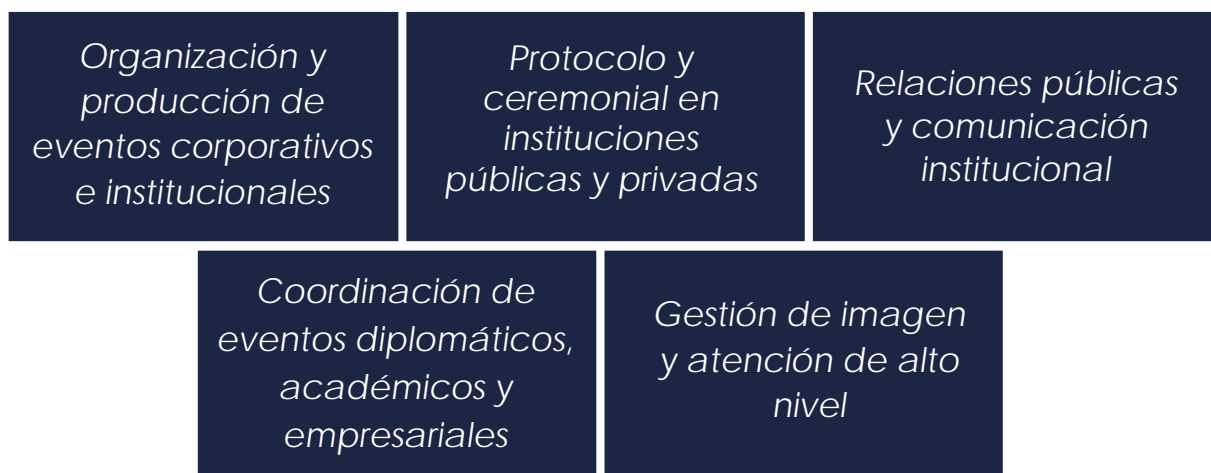 Organización y
producción de
eventos corporativos
e institucionales
Protocolo y
ceremonial en
instituciones
públicas y privadas
Relaciones públicas
y comunicación
institucional
Coordinación de
eventos diplomáticos,
académicos y
empresariales
Gestión de imagen
y atención de alto
nivel